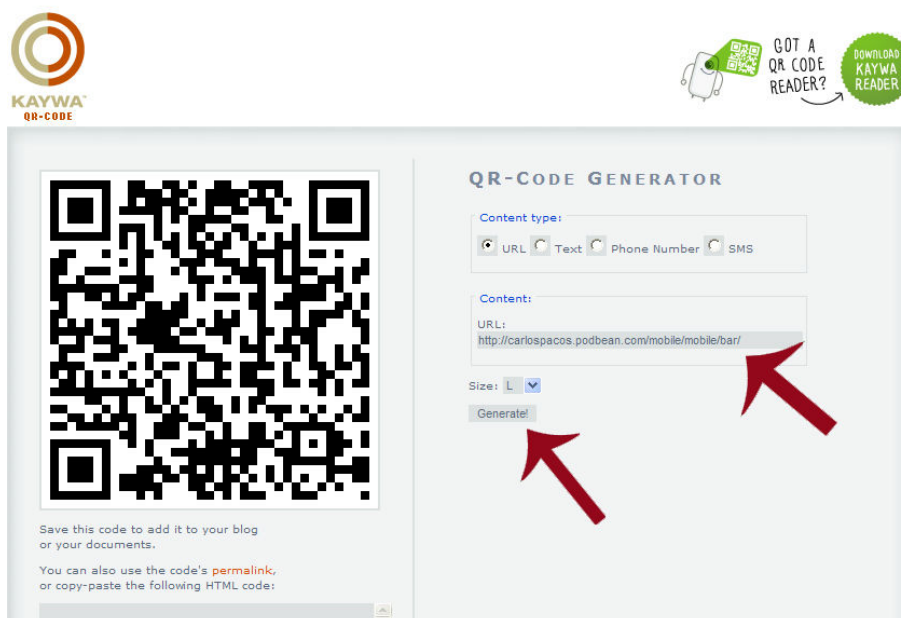 KAYWA
QR-CODE
GOT A
QR CODE
READER?
DOWNLOAD
KAYWA
READER
QR-CODE GENERATOR
Content type:
URL Text Phone Number SMS
Content:
URL:
http://carlospacos.podbean.com/mobile/mobile/bar/
Size: L
Generate!
Save this code to add it to your blog
or your documents.
You can also use the code's permalink,
or copy-paste the following HTML code: